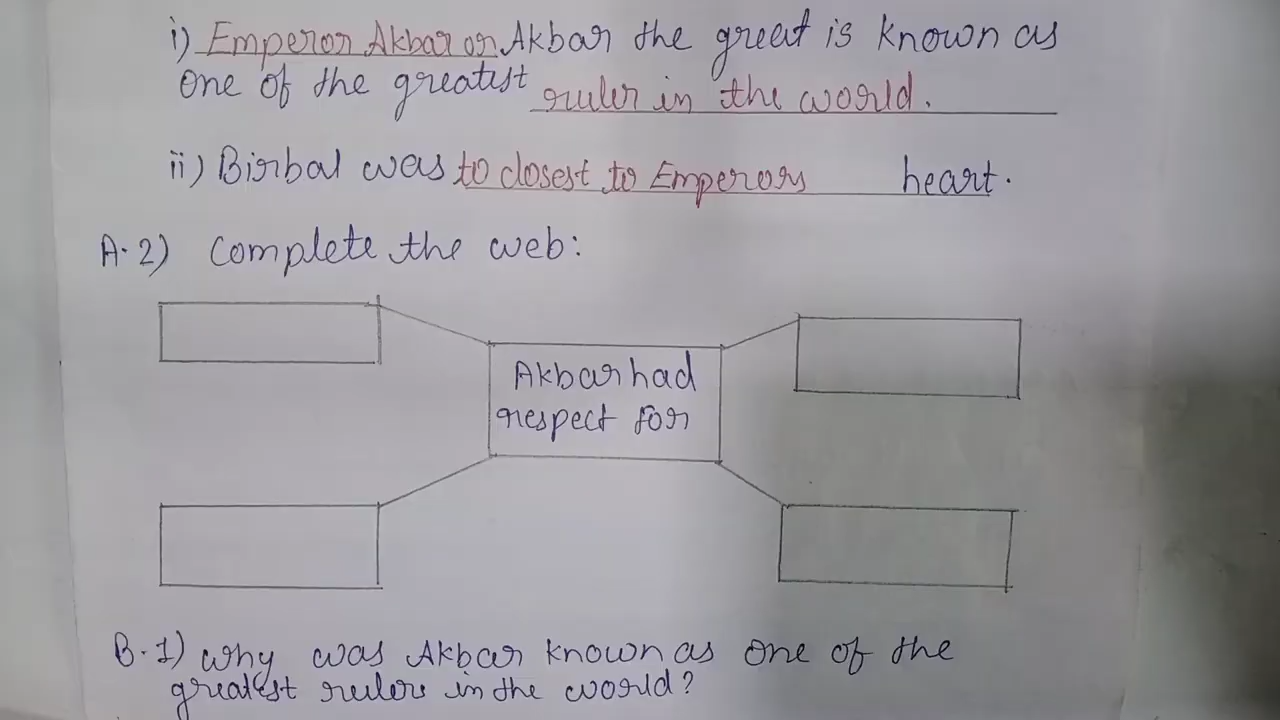 i) Emperor Akbar or Akbar the great is known as
one of the greatest ruler in the world.
ii) Birbal was to closest to Emperors heart.
A.2) Complete the web:
Akbar had
respect for
B.1) Why was Akbar known as one of the
greatest rulers in the world?